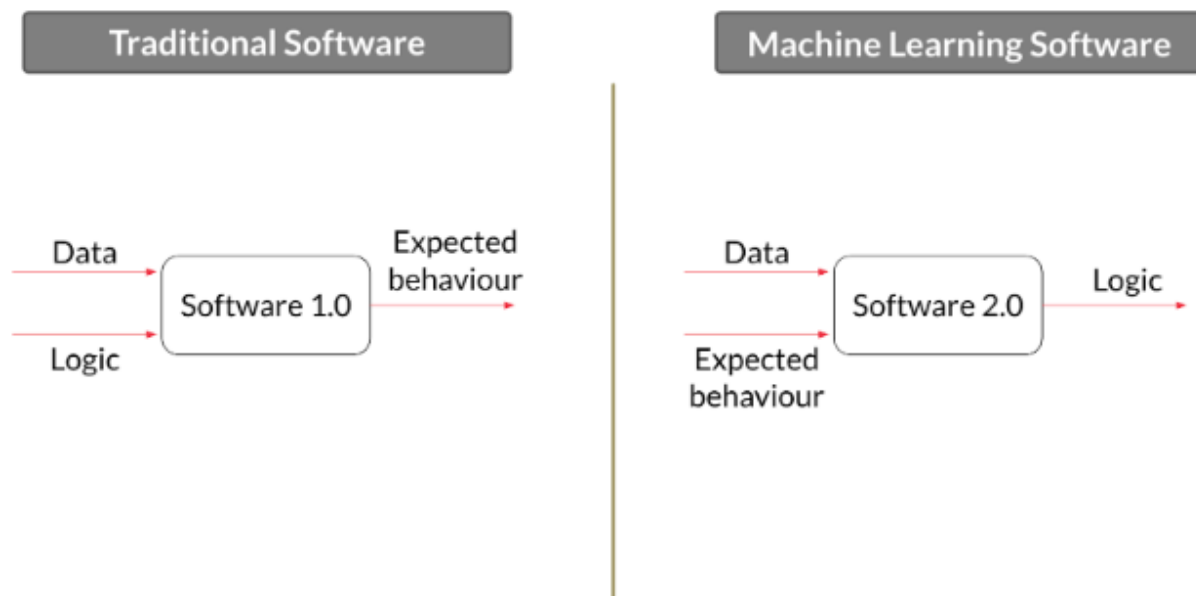 Traditional Software
Machine Learning Software
Data
Logic
Software 1.0
Expected
behaviour
Data
Expected
behaviour
Software 2.0
Logic